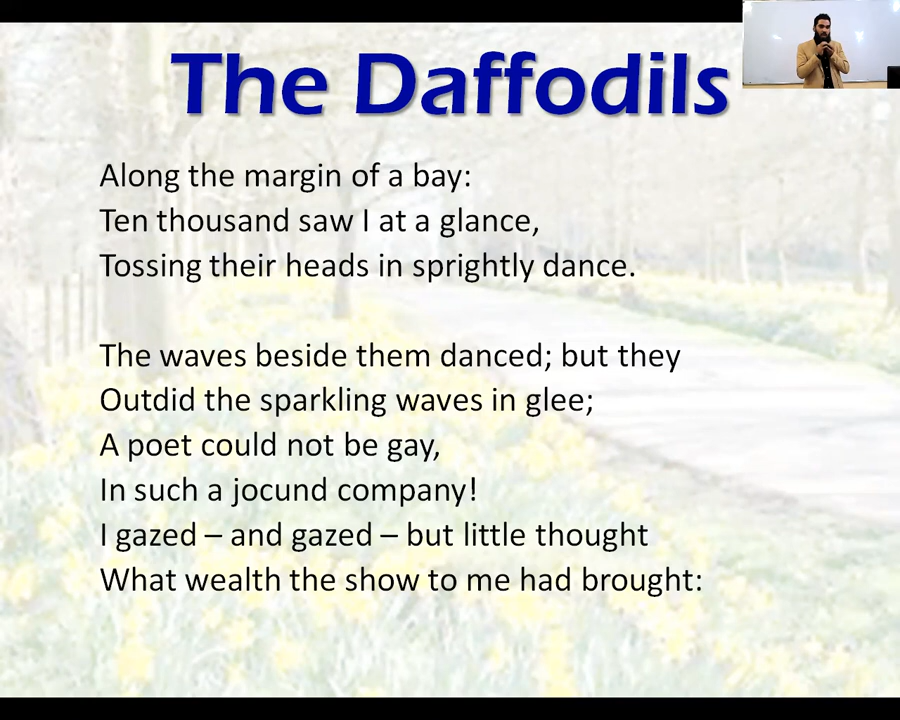 The Daffodils
Along the margin of a bay:
Ten thousand saw I at a glance,
Tossing their heads in sprightly dance.
The waves beside them danced; but they
Outdid the sparkling waves in glee;
A poet could not be gay,
In such a jocund company!
I gazed – and gazed – but little thought
What wealth the show to me had brought: